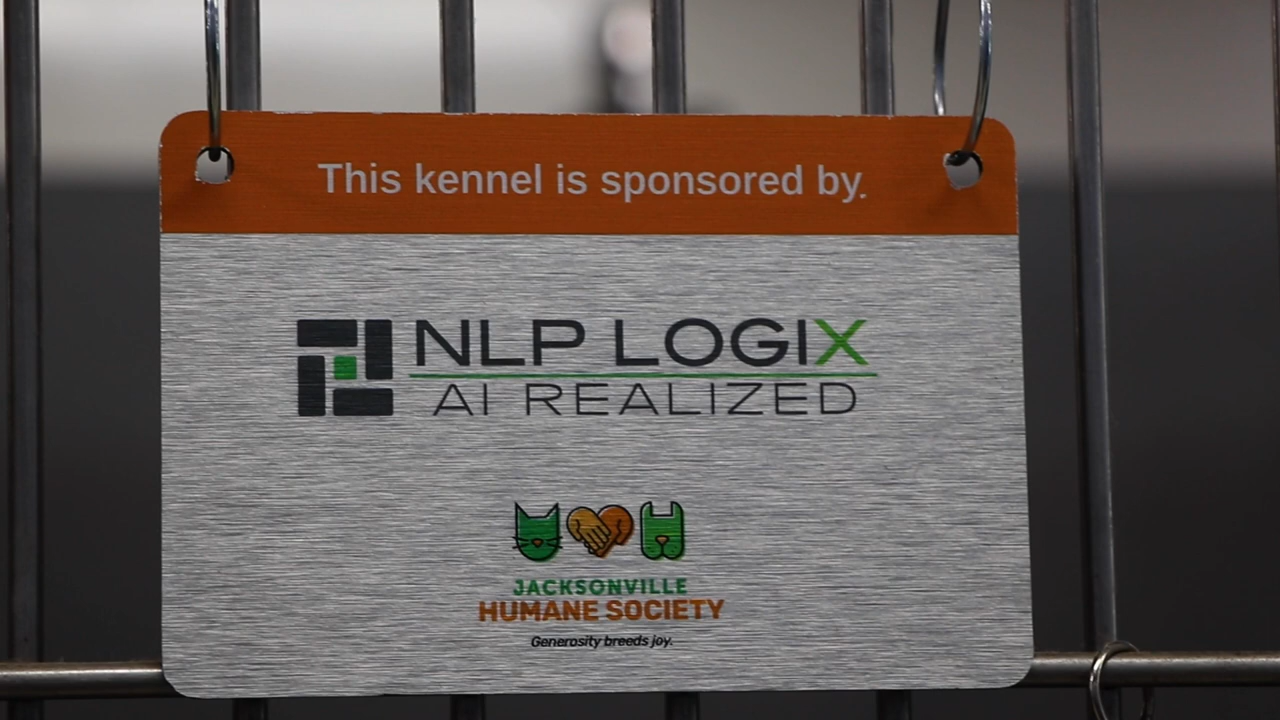 This kennel is sponsored by.
NLP LOGIX
AI REALIZED
JACKSONVILLE
HUMANE SOCIETY
Generosity breeds joy.